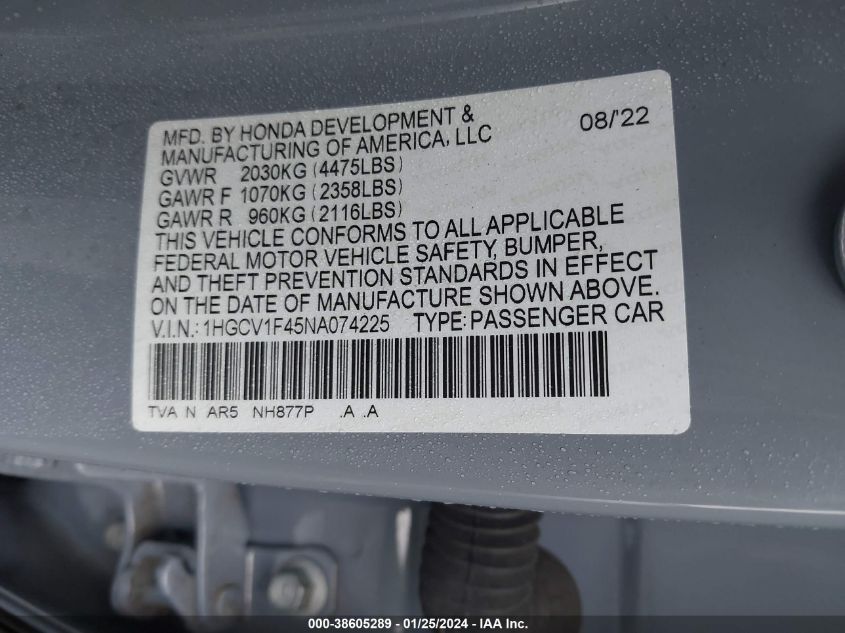 MFD. BY HONDA DEVELOPMENT & 08/'22
MANUFACTURING OF AMERICA, LLC
GVWR 2030KG (4475LBS)
GAWR F 1070KG (2358LBS)
GAWR R 960KG (2116LBS)
THIS VEHICLE CONFORMS TO ALL APPLICABLE
FEDERAL MOTOR VEHICLE SAFETY, BUMPER,
AND THEFT PREVENTION STANDARDS IN EFFECT
ON THE DATE OF MANUFACTURE SHOWN ABOVE.
V.I.N.: 1HGCV1F45NA074225 TYPE: PASSENGER CAR
TVA N AR5 NH877P .A .A
000-38605289 - 01/25/2024 - IAA Inc.